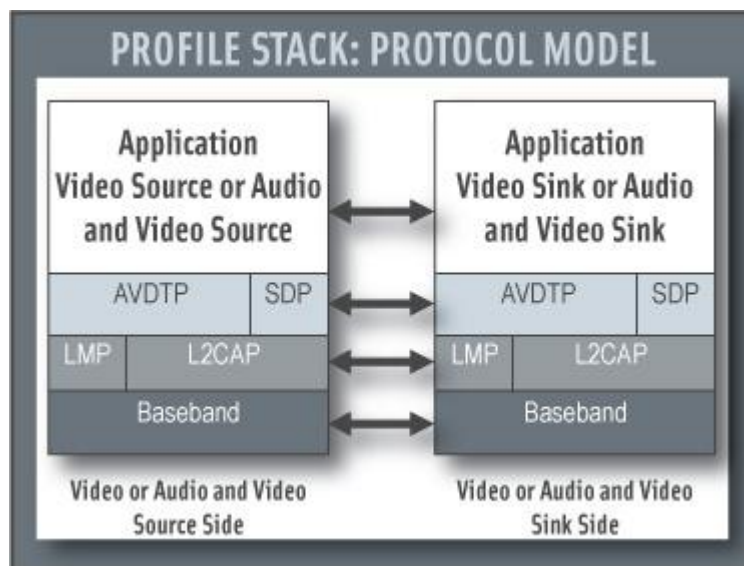 PROFILE STACK: PROTOCOL MODEL
Application
Video Source or Audio
and Video Source
AVDTP
SDP
LMP
L2CAP
Baseband
Video or Audio and Video
Source Side
Application
Video Sink or Audio
and Video Sink
AVDTP
SDP
LMP
L2CAP
Baseband
Video or Audio and Video
Sink Side